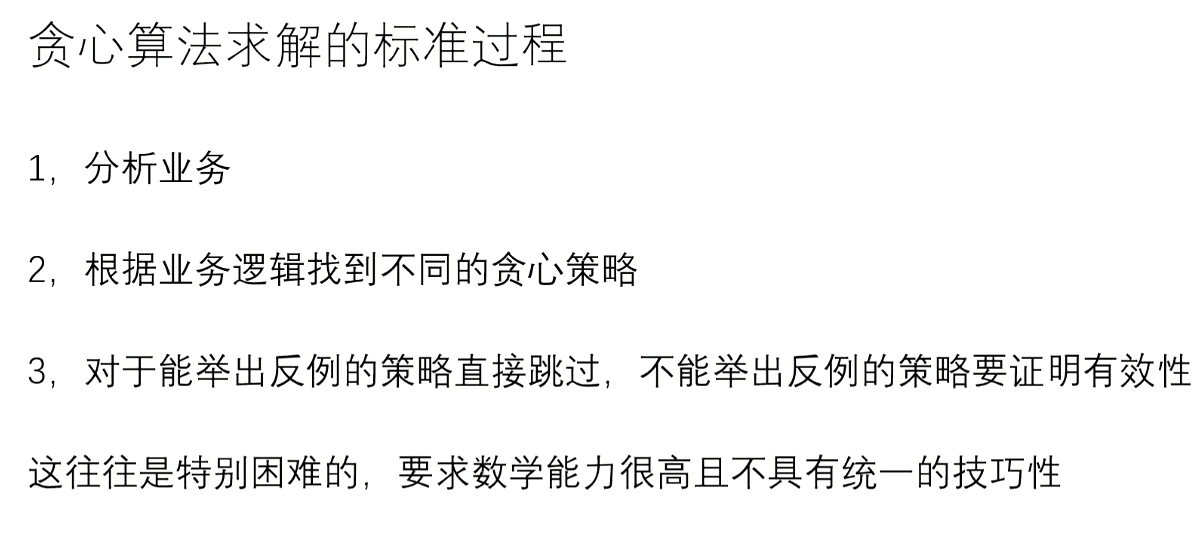 贪心算法求解的标准过程
1，分析业务
2，根据业务逻辑找到不同的贪心策略
3，对于能举出反例的策略直接跳过，不能举出反例的策略要证明有效性
这往往是特别困难的，要求数学能力很高且不具有统一的技巧性